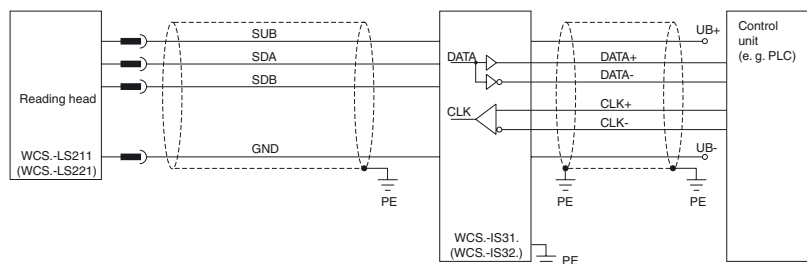 Reading head
WCS.-LS211
(WCS.-LS221)
SUB
SDA
SDB
GND
PE
DATA
CLK
WCS.-IS31.
(WCS.-IS32.)
PE
UB+
DATA+
DATA-
CLK+
CLK-
UB-
PE
PE
Control
unit
(e. g. PLC)